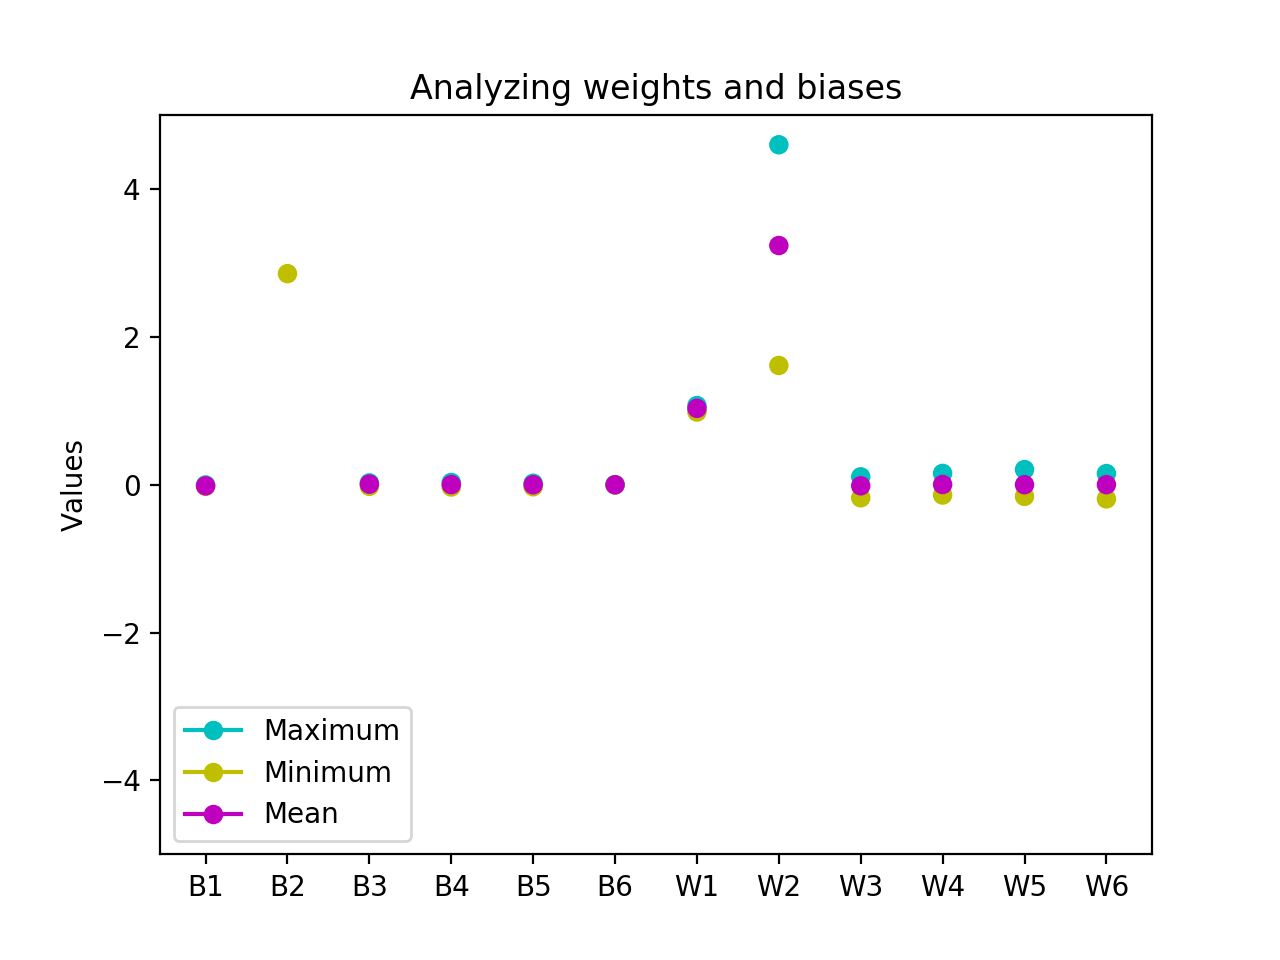 Analyzing weights and biases
Values
4
2
0
−2
−4
Maximum
Minimum
Mean
B1 B2 B3 B4 B5 B6 W1 W2 W3 W4 W5 W6